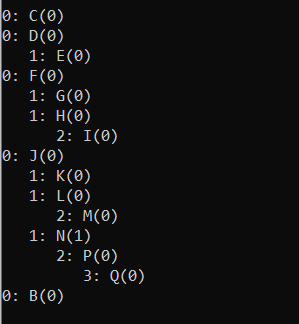 0: C(0)
0: D(0)
   1: E(0)
0: F(0)
   1: G(0)
   1: H(0)
      2: I(0)
0: J(0)
   1: K(0)
   1: L(0)
      2: M(0)
   1: N(1)
      2: P(0)
         3: Q(0)
0: B(0)